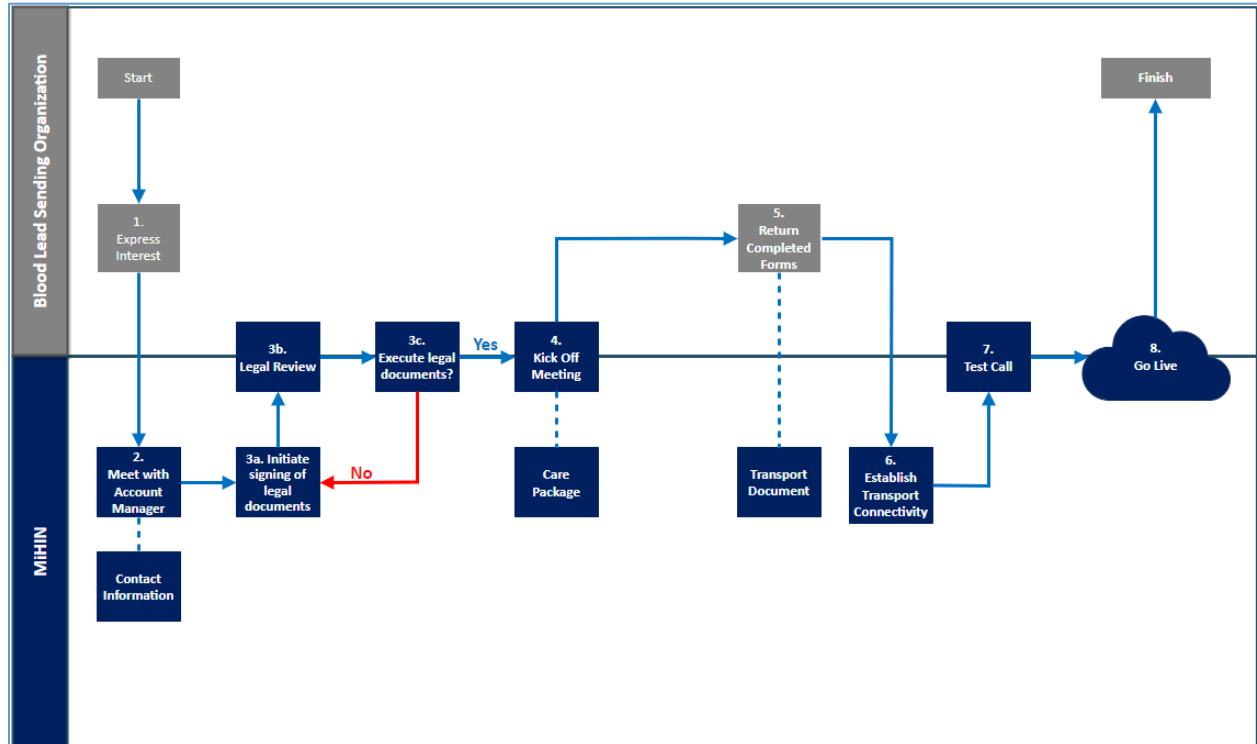 Blood Lead Sending Organization
Start
Finish
1.
Express
Interest
5.
Return
Completed
Forms
3b.
Legal Review
3c.
Execute legal
documents?
Yes
4.
Kick Off
Meeting
7.
Test Call
8.
Go Live
MiHIN
2.
Meet with
Account
Manager
3a. Initiate
signing of
legal
documents
No
Care
Package
Transport
Document
6.
Establish
Transport
Connectivity
Contact
Information